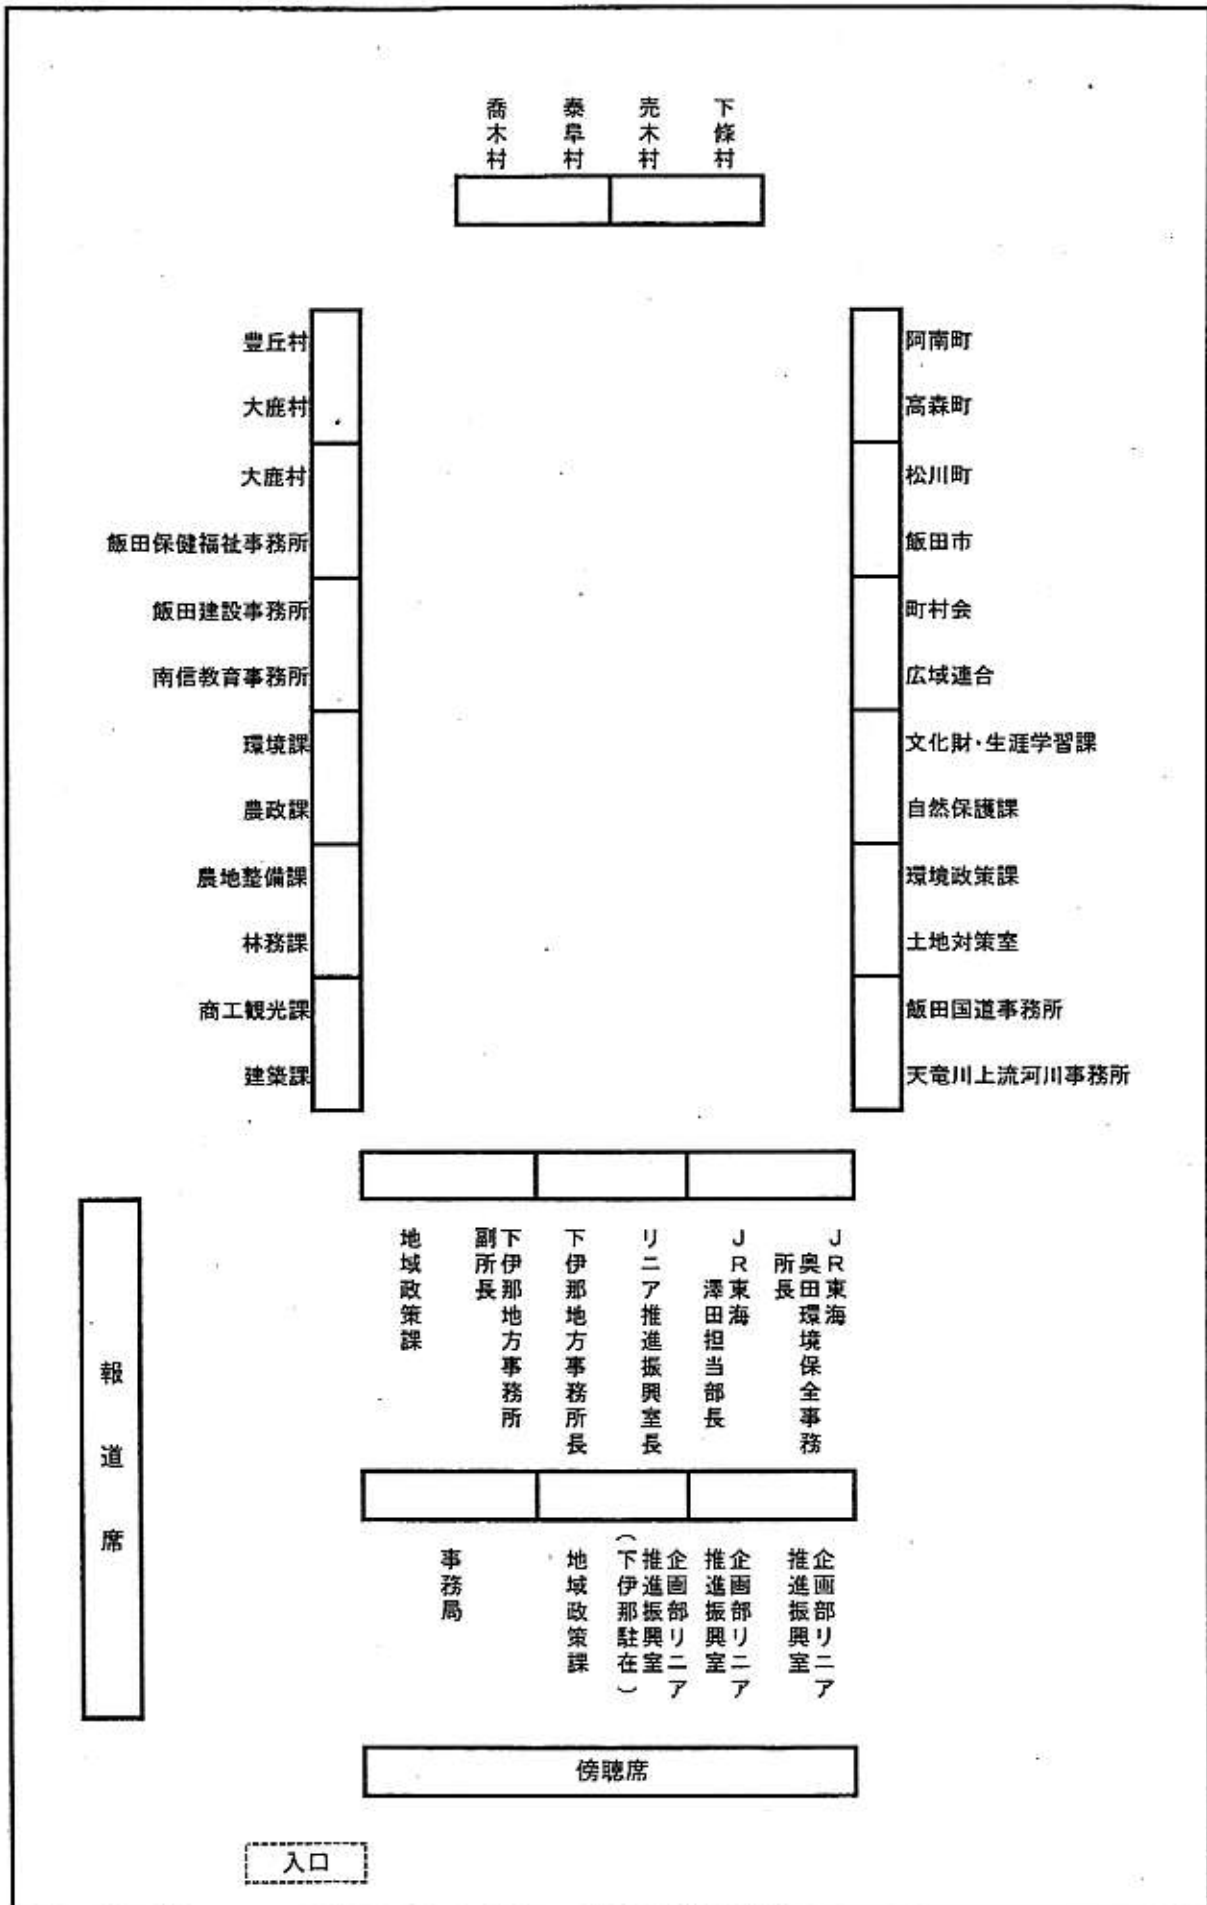 喬木村
泰阜村
売木村
下條村
豊丘村
大鹿村
大鹿村
飯田保健福祉事務所
飯田建設事務所
南信教育事務所
環境課
農政課
農地整備課
林務課
商工観光課
建築課
阿南町
高森町
松川町
飯田市
町村会
広域連合
文化財・生涯学習課
自然保護課
環境政策課
土地対策室
飯田国道事務所
天竜川上流河川事務所
地域政策課
下伊那地方事務所
副所長
下伊那地方事務所長
リニア推進振興室長
JR東海
澤田担当部長
JR東海
奥田環境保全事務
所長
報道席
事務局
地域政策課
企画部リニア
推進振興室
(下伊那駐在)
企画部リニア
推進振興室
企画部リニア
推進振興室
傍聴席
入口